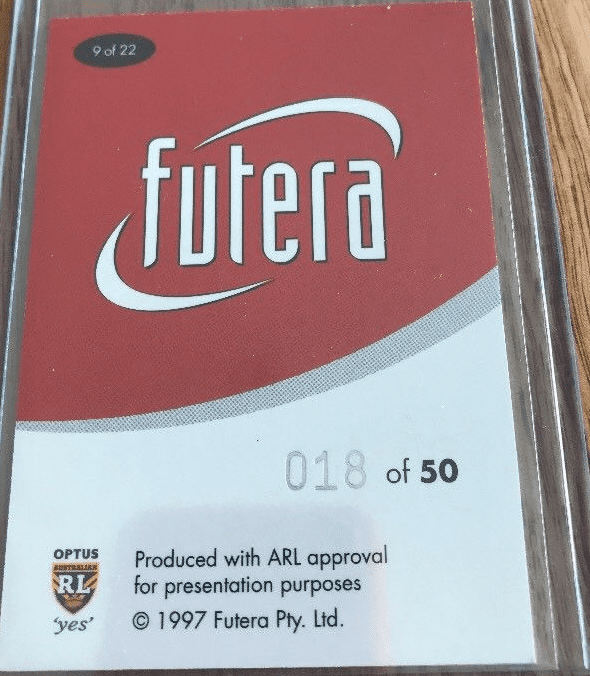 9 of 22
futera
018 of 50
OPTUS
AUSTRALIAN
RL
'yes'
Produced with ARL approval
for presentation purposes
© 1997 Futera Pty. Ltd.